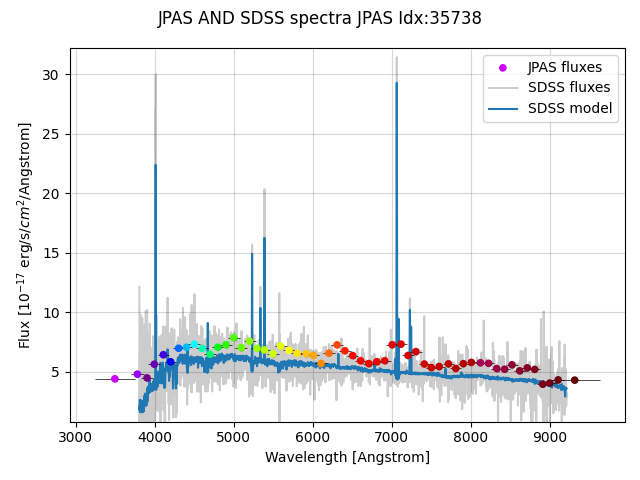 JPAS AND SDSS spectra JPAS Idx:35738
JPAS fluxes
SDSS fluxes
SDSS model
30
25
20
15
10
5
Flux [10^{-17} erg/s/cm^2/Angstrom]
3000 4000 5000 6000 7000 8000 9000
Wavelength [Angstrom]